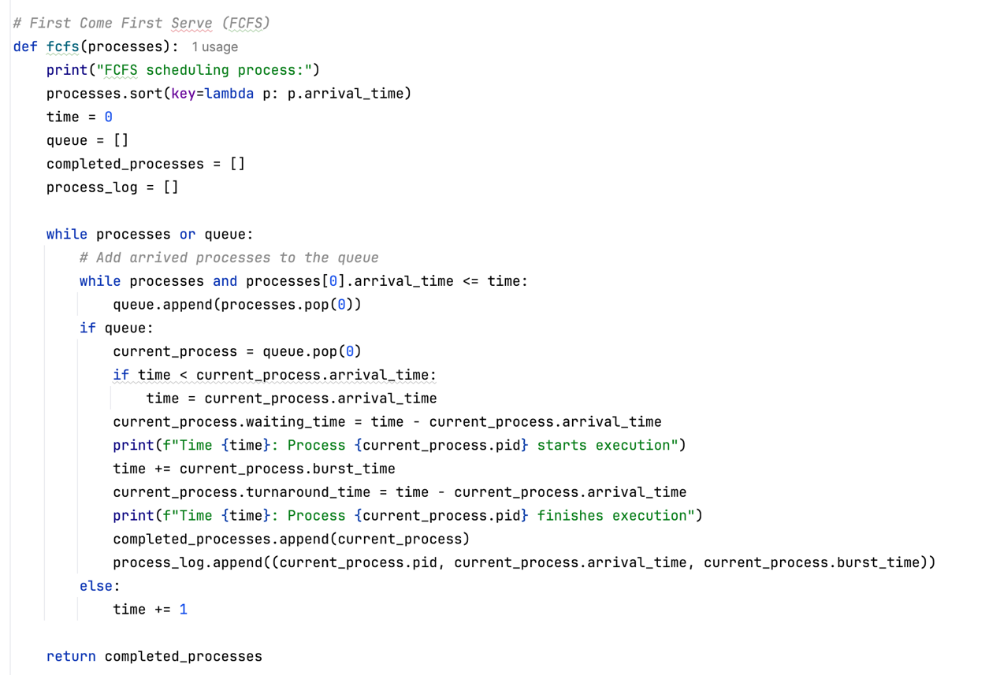 # First Come First Serve (FCFS)
def fcfs(processes):  1 usage
    print("FCFS scheduling process:")
    processes.sort(key=lambda p: p.arrival_time)
    time = 0
    queue = []
    completed_processes = []
    process_log = []

    while processes or queue:
        # Add arrived processes to the queue
        while processes and processes[0].arrival_time <= time:
            queue.append(processes.pop(0))
        if queue:
            current_process = queue.pop(0)
            if time < current_process.arrival_time:
                time = current_process.arrival_time
            current_process.waiting_time = time - current_process.arrival_time
            print(f"Time {time}: Process {current_process.pid} starts execution")
            time += current_process.burst_time
            current_process.turnaround_time = time - current_process.arrival_time
            print(f"Time {time}: Process {current_process.pid} finishes execution")
            completed_processes.append(current_process)
            process_log.append((current_process.pid, current_process.arrival_time, current_process.burst_time))
        else:
            time += 1

    return completed_processes